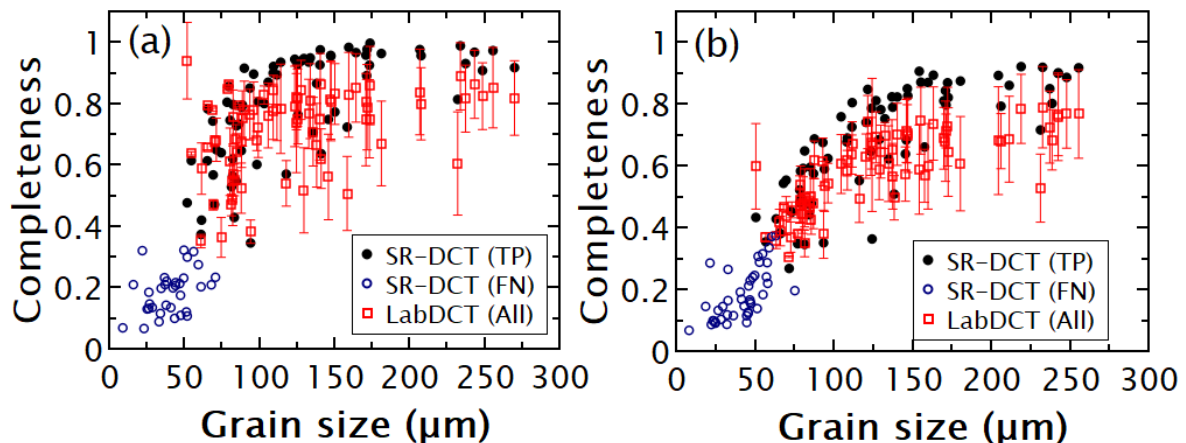 (a)
1
0.8
0.6
0.4
0.2
0
Completeness
SR-DCT (TP)
SR-DCT (FN)
LabDCT (All)
0 50 100 150 200 250 300
Grain size (μm)
(b)
1
0.8
0.6
0.4
0.2
0
Completeness
SR-DCT (TP)
SR-DCT (FN)
LabDCT (All)
0 50 100 150 200 250 300
Grain size (μm)